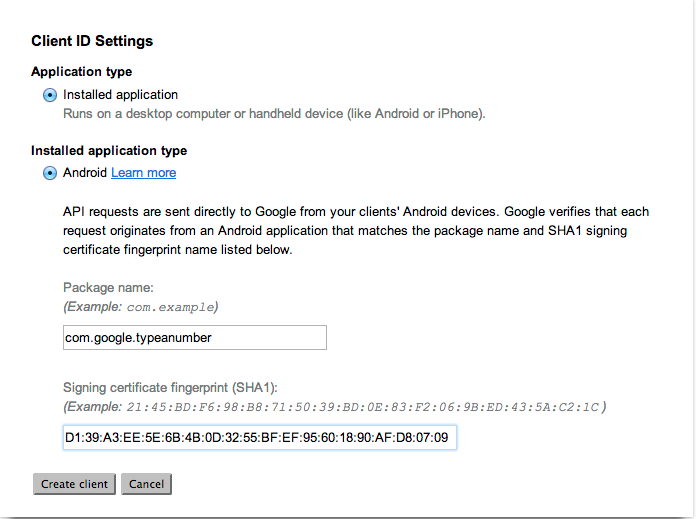 Client ID Settings
Application type
Installed application
Runs on a desktop computer or handheld device (like Android or iPhone).
Installed application type
Android Learn more
API requests are sent directly to Google from your clients' Android devices. Google verifies that each
request originates from an Android application that matches the package name and SHA1 signing
certificate fingerprint name listed below.
Package name:
(Example: com.example)
com.google.typeanumber
Signing certificate fingerprint (SHA1):
(Example: 21:45:BD:F6:98:B8:71:50:39:BD:0E:83:F2:06:9B:ED:43:5A:C2:1C)
D1:39:A3:EE:5E:6B:4B:0D:32:55:BF:EF:95:60:18:90:AF:D8:07:09
Create client Cancel